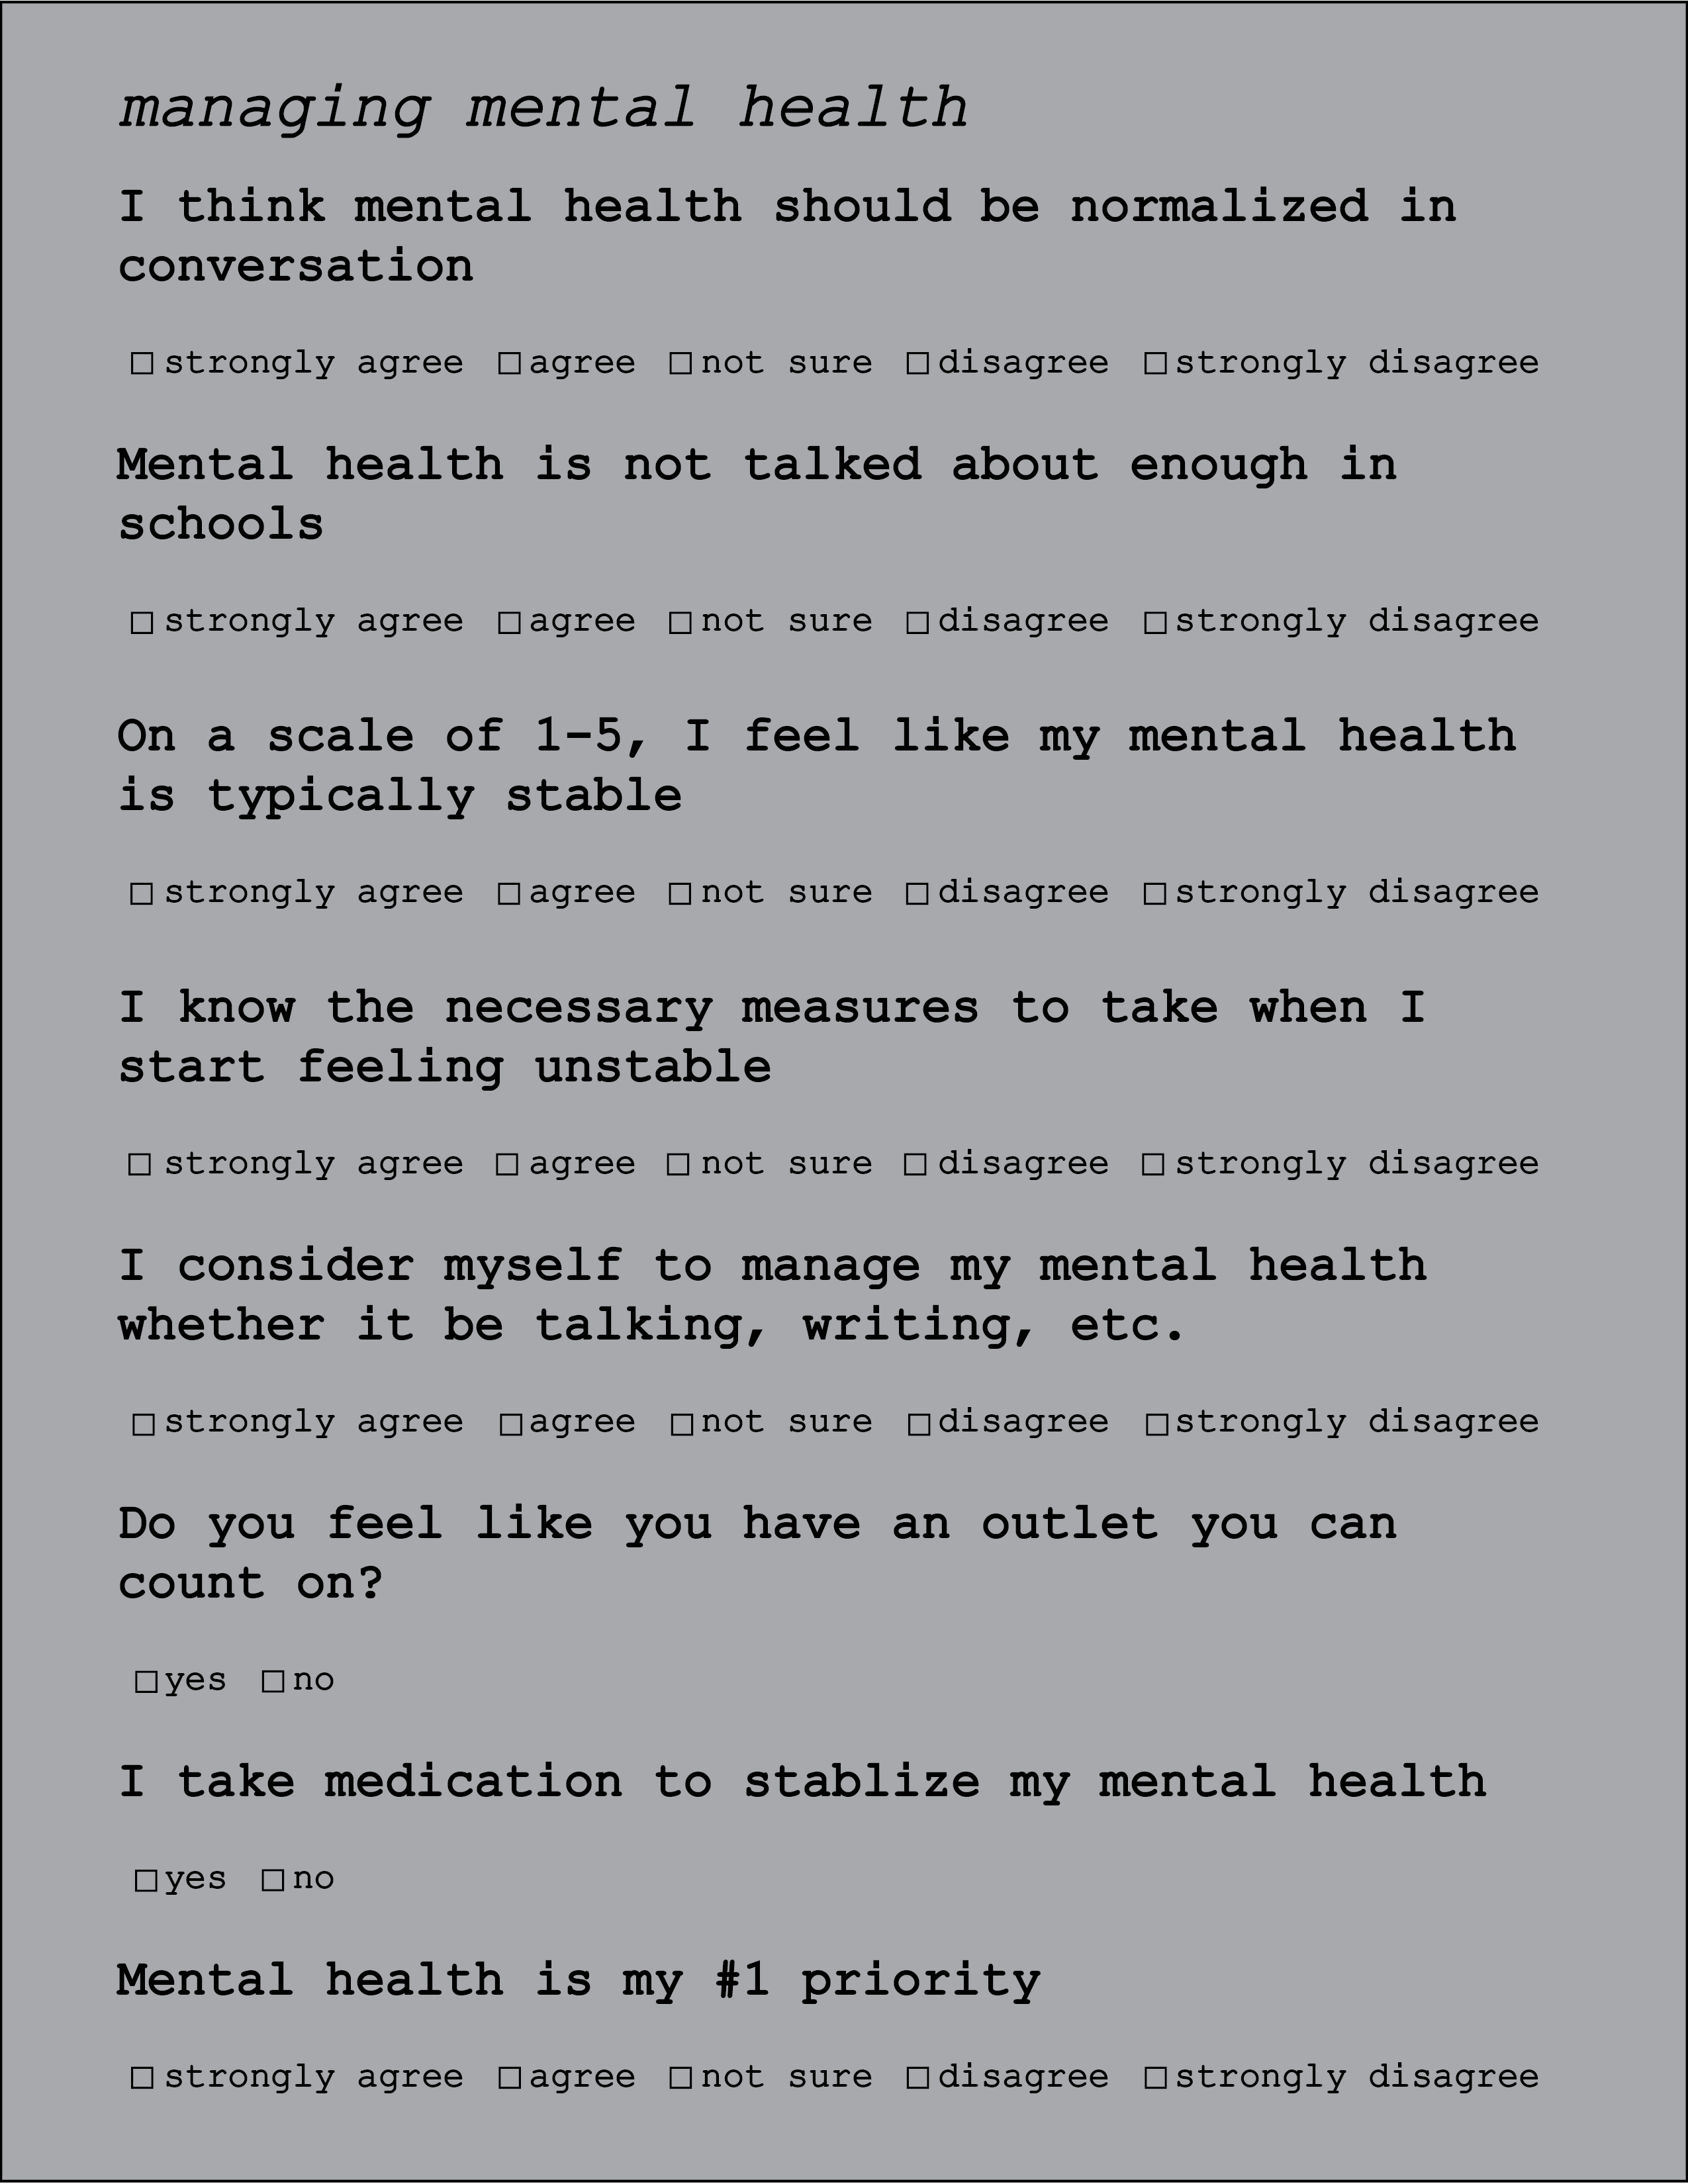 managing mental health
I think mental health should be normalized in
conversation
□ strongly agree □ agree □ not sure □ disagree □ strongly disagree
Mental health is not talked about enough in
schools
□ strongly agree □ agree □ not sure □ disagree □ strongly disagree
On a scale of 1-5, I feel like my mental health
is typically stable
□ strongly agree □ agree □ not sure □ disagree □ strongly disagree
I know the necessary measures to take when I
start feeling unstable
□ strongly agree □ agree □ not sure □ disagree □ strongly disagree
I consider myself to manage my mental health
whether it be talking, writing, etc.
□ strongly agree □ agree □ not sure □ disagree □ strongly disagree
Do you feel like you have an outlet you can
count on?
□ yes □ no
I take medication to stablize my mental health
□ yes □ no
Mental health is my #1 priority
□ strongly agree □ agree □ not sure □ disagree □ strongly disagree